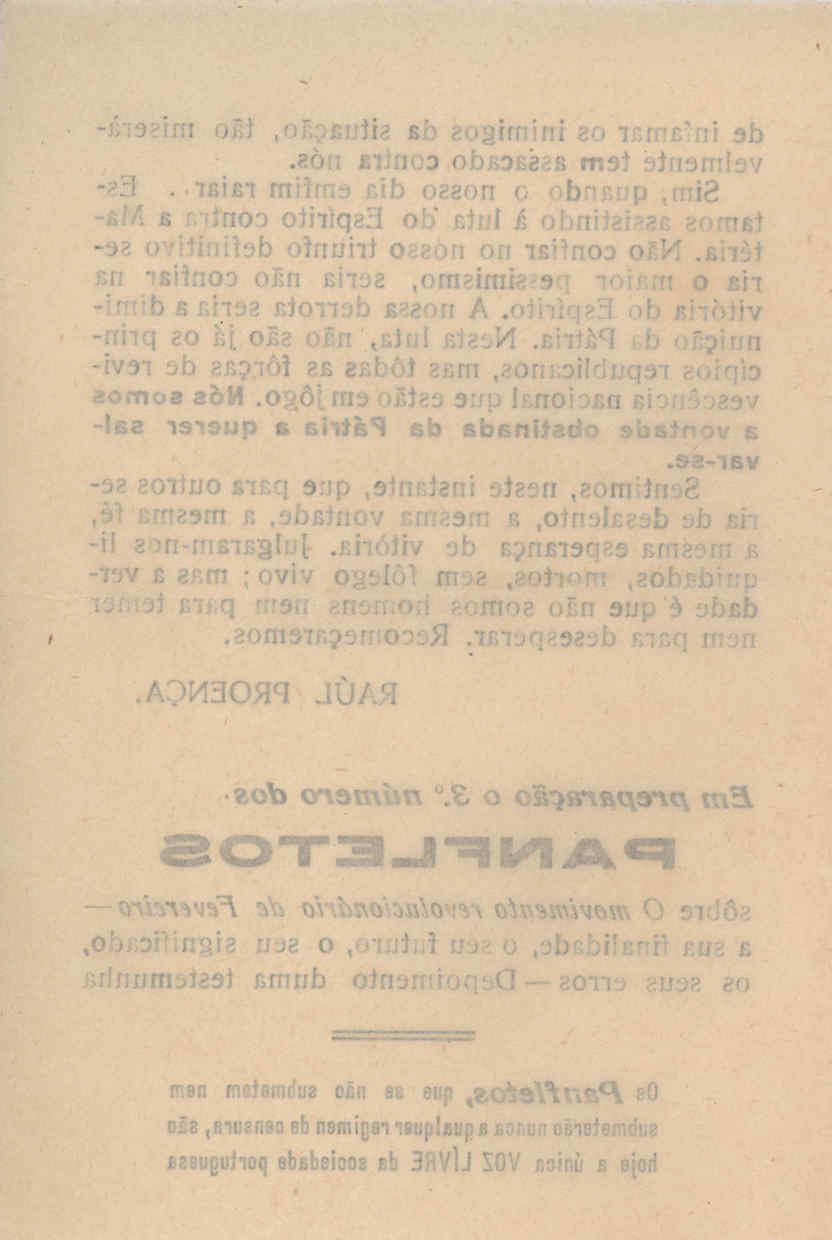 de infamar os inimigos da situação, tão miserá-
velmente tem assacado contra nós.
Sim, quando o nosso dia emfim raiar.. Es-
tamos assistindo à luta do Espírito contra a Ma-
téria. Não confiar no nosso triunfo definitivo se-
ria o maior pessimismo, seria não confiar na
vitória do Espírito. A nossa derrota seria a dimi-
nuição da Pátria. Nesta luta, não são já os prin-
cípios republicanos, mas tôdas as fôrças de revi-
vescência nacional que estão em jôgo. Nós somos
a vontade obstinada da Pátria a querer sal-
var-se.
Sentimos, neste instante, que para outros se-
ria de desalento, a mesma vontade, a mesma fé,
a mesma esperança de vitória. Julgaram-nos li-
quidados, mortos, sem fôlego vivo; mas a ver-
dade é que não somos homens nem para temer
nem para desesperar. Recomeçaremos.
RAÚL PROENÇA.
Em preparação o 3.º número dos
PANFLETOS
sôbre O movimento revolucionário de Fevereiro—
a sua finalidade, o seu futuro, o seu significado,
os seus erros — Depoimento duma testemunha
Os Panfletos, que se não submetem nem
submeterão nunca a qualquer regimen de censura, são
hoje a única VOZ LÍVRE da sociedade portuguesa